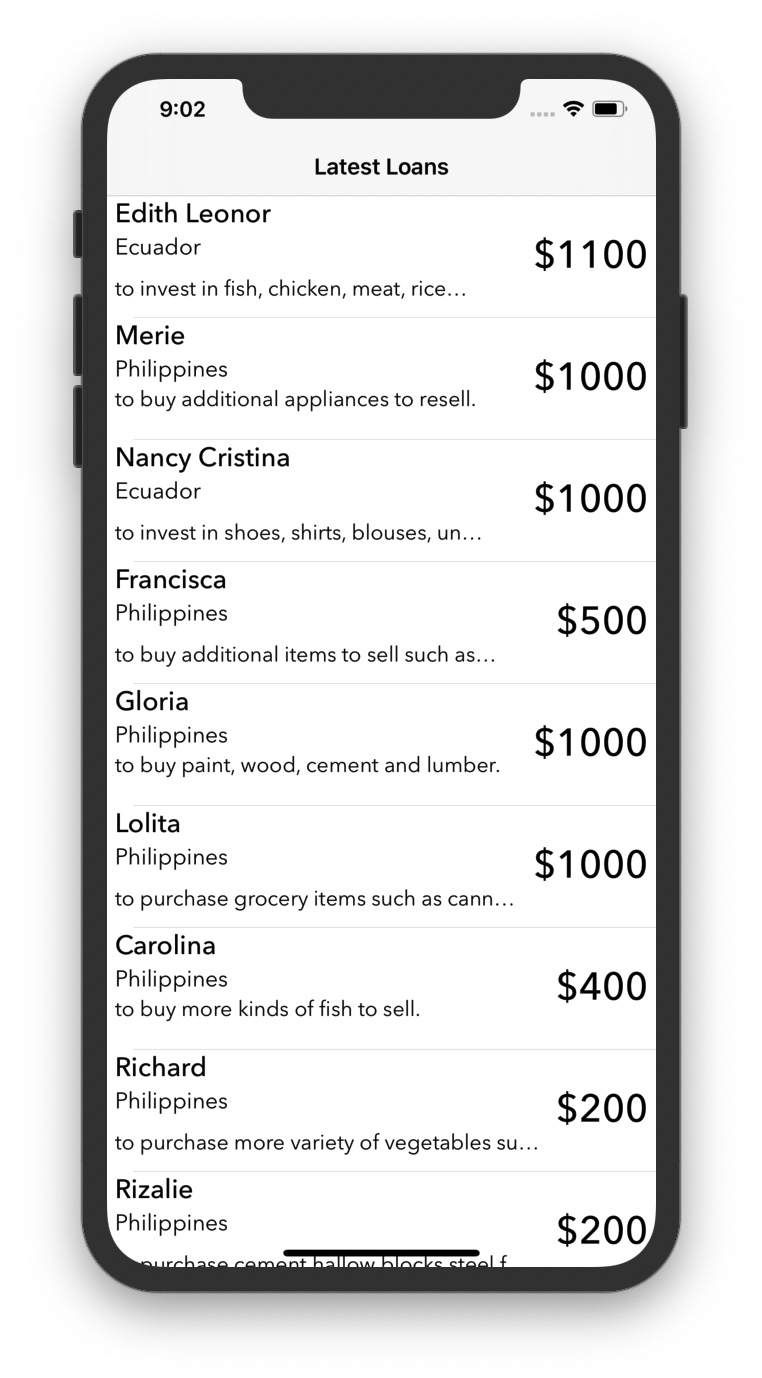 9:02
Latest Loans
Edith Leonor
Ecuador
$1100
to invest in fish, chicken, meat, rice…
Merie
Philippines
$1000
to buy additional appliances to resell.
Nancy Cristina
Ecuador
$1000
to invest in shoes, shirts, blouses, un…
Francisca
Philippines
$500
to buy additional items to sell such as…
Gloria
Philippines
$1000
to buy paint, wood, cement and lumber.
Lolita
Philippines
$1000
to purchase grocery items such as cann…
Carolina
Philippines
$400
to buy more kinds of fish to sell.
Richard
Philippines
$200
to purchase more variety of vegetables su…
Rizalie
Philippines
$200
purchase cement hallow blocks steel f